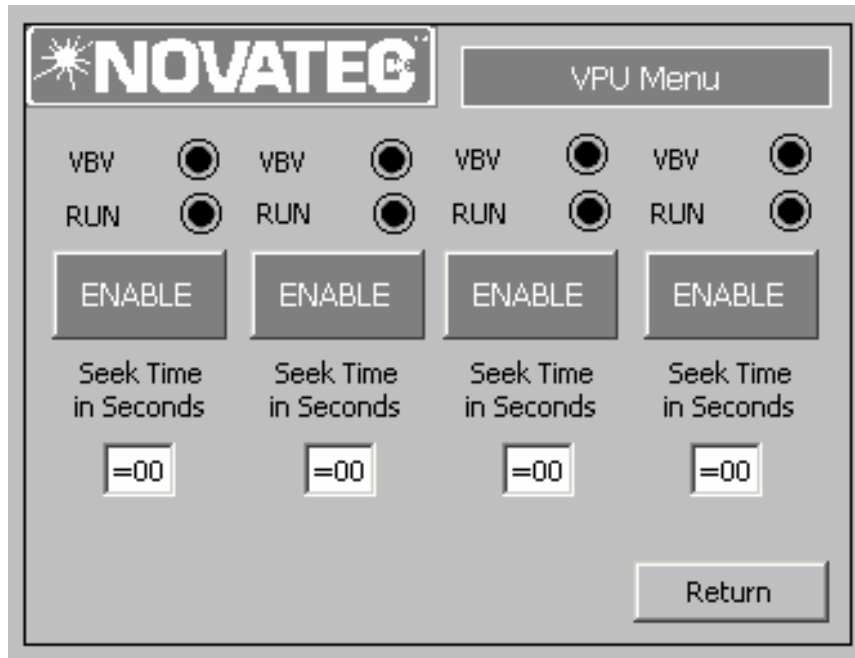 NOVATEC
VPU Menu
VBV VBV VBV VBV
RUN RUN RUN RUN
ENABLE ENABLE ENABLE ENABLE
Seek Time Seek Time Seek Time Seek Time
in Seconds in Seconds in Seconds in Seconds
=00 =00 =00 =00
Return